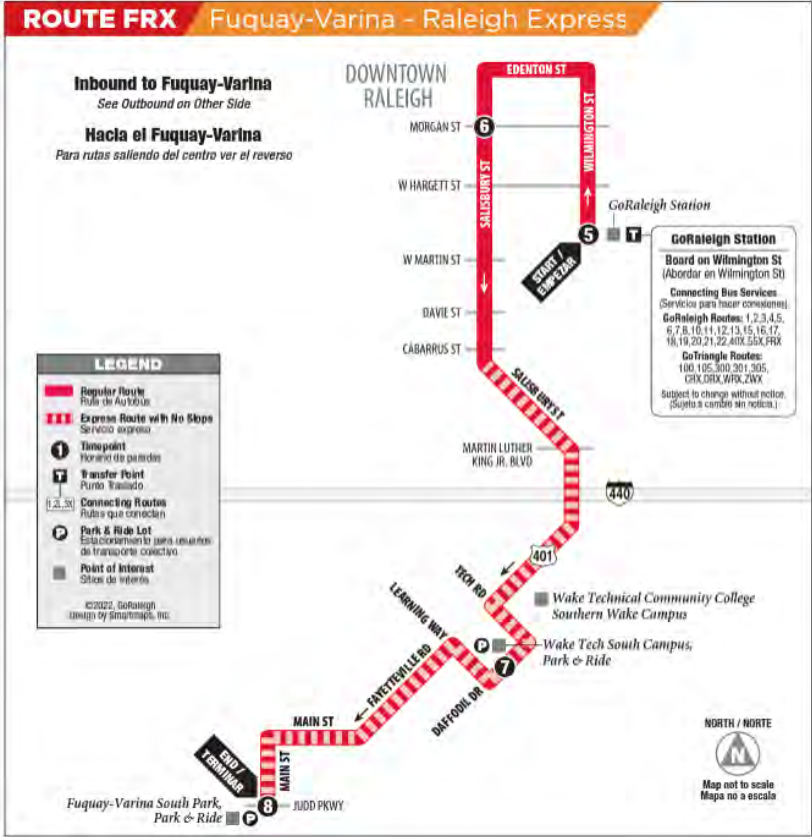 ROUTE FRX Fuquay-Varina – Raleigh Express
Inbound to Fuquay-Varina
See Outbound on Other Side
Hacia el Fuquay-Varina
Para rutas saliendo del centro ver el reverso
DOWNTOWN
RALEIGH
EDENTON ST
WILMINGTON ST
MORGAN ST
6
SALISBURY ST
W HARGETT ST
GoRaleigh Station
5
T
START /
EMPEZAR
W MARTIN ST
DAVIE ST
CABARRUS ST
GoRaleigh Station
Board on Wilmington St
(Abordar en Wilmington St)
Connecting Bus Services
(Servicios para hacer conexiones)
GoRaleigh Routes: 1,2,3,4,5,
6,7,8,10,11,12,13,15,16,17,
18,19,20,21,22,40X,55X,FRX
GoTriangle Routes:
100,105,300,301,305,
CRX,DRX,WRX,ZWX
Subject to change without notice.
(Sujeto a cambio sin noticia.)
SALISBURY ST
MARTIN LUTHER
KING JR. BLVD
440
401
LEGEND
Regular Route
Ruta de Autobus
Express Route with No Stops
Servicio expreso
1
Timepoint
Horario de paradas
T
Transfer Point
Punto Traslado
Connecting Routes
Rutas que conectan
P
Park & Ride Lot
Estacionamiento para usuarios
de transporte colectivo
Point of Interest
Sitios de interés
©2022, GoRaleigh
Design by Smartmaps, Inc.
TECH RD
Wake Technical Community College
Southern Wake Campus
LEARNING WAY
P
Wake Tech South Campus,
Park & Ride
7
DAFFODIL DR
FAYETTEVILLE RD
MAIN ST
MAIN ST
END /
TERMINAR
8
JUDD PKWY
Fuquay-Varina South Park,
Park & Ride
P
NORTH / NORTE
N
Map not to scale
Mapa no a escala